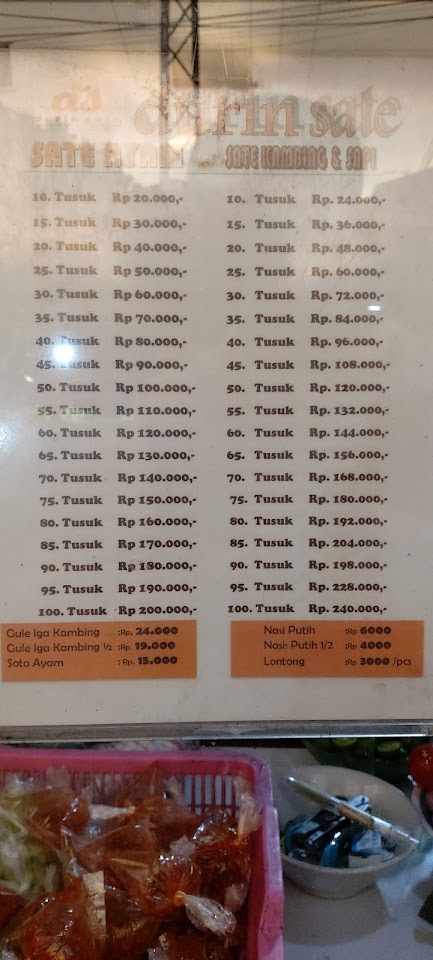 durin sate
SATE AYAM
SATE KAMBING & SAPI
10. Tusuk Rp 20.000,-
15. Tusuk Rp 30.000,-
20. Tusuk Rp 40.000,-
25. Tusuk Rp 50.000,-
30. Tusuk Rp 60.000,-
35. Tusuk Rp 70.000,-
40. Tusuk Rp 80.000,-
45. Tusuk Rp 90.000,-
50. Tusuk Rp 100.000,-
55. Tusuk Rp 110.000,-
60. Tusuk Rp 120.000,-
65. Tusuk Rp 130.000,-
70. Tusuk Rp 140.000,-
75. Tusuk Rp 150.000,-
80. Tusuk Rp 160.000,-
85. Tusuk Rp 170.000,-
90. Tusuk Rp 180.000,-
95. Tusuk Rp 190.000,-
100. Tusuk Rp 200.000,-
10. Tusuk Rp. 24.000,-
15. Tusuk Rp. 36.000,-
20. Tusuk Rp. 48.000,-
25. Tusuk Rp. 60.000,-
30. Tusuk Rp. 72.000,-
35. Tusuk Rp. 84.000,-
40. Tusuk Rp. 96.000,-
45. Tusuk Rp. 108.000,-
50. Tusuk Rp. 120.000,-
55. Tusuk Rp. 132.000,-
60. Tusuk Rp. 144.000,-
65. Tusuk Rp. 156.000,-
70. Tusuk Rp. 168.000,-
75. Tusuk Rp. 180.000,-
80. Tusuk Rp. 192.000,-
85. Tusuk Rp. 204.000,-
90. Tusuk Rp. 198.000,-
95. Tusuk Rp. 228.000,-
100. Tusuk Rp. 240.000,-
Gule Iga Kambing :Rp. 24.000
Gule Iga Kambing ½ :Rp. 19.000
Soto Ayam :Rp. 15.000
Nasi Putih :Rp 6000
Nasi: Putih 1/2 :Rp 4000
Lontong :Rp 3000 /pcs